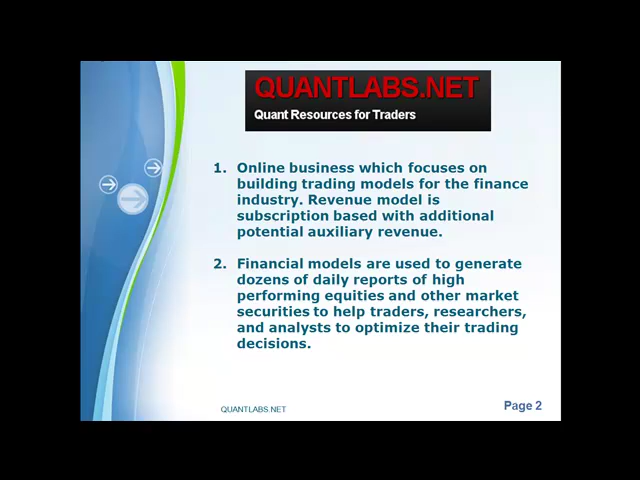 QUANTLABS.NET
Quant Resources for Traders
1. Online business which focuses on
building trading models for the finance
industry. Revenue model is
subscription based with additional
potential auxiliary revenue.
2. Financial models are used to generate
dozens of daily reports of high
performing equities and other market
securities to help traders, researchers,
and analysts to optimize their trading
decisions.
QUANTLABS.NET
Page 2